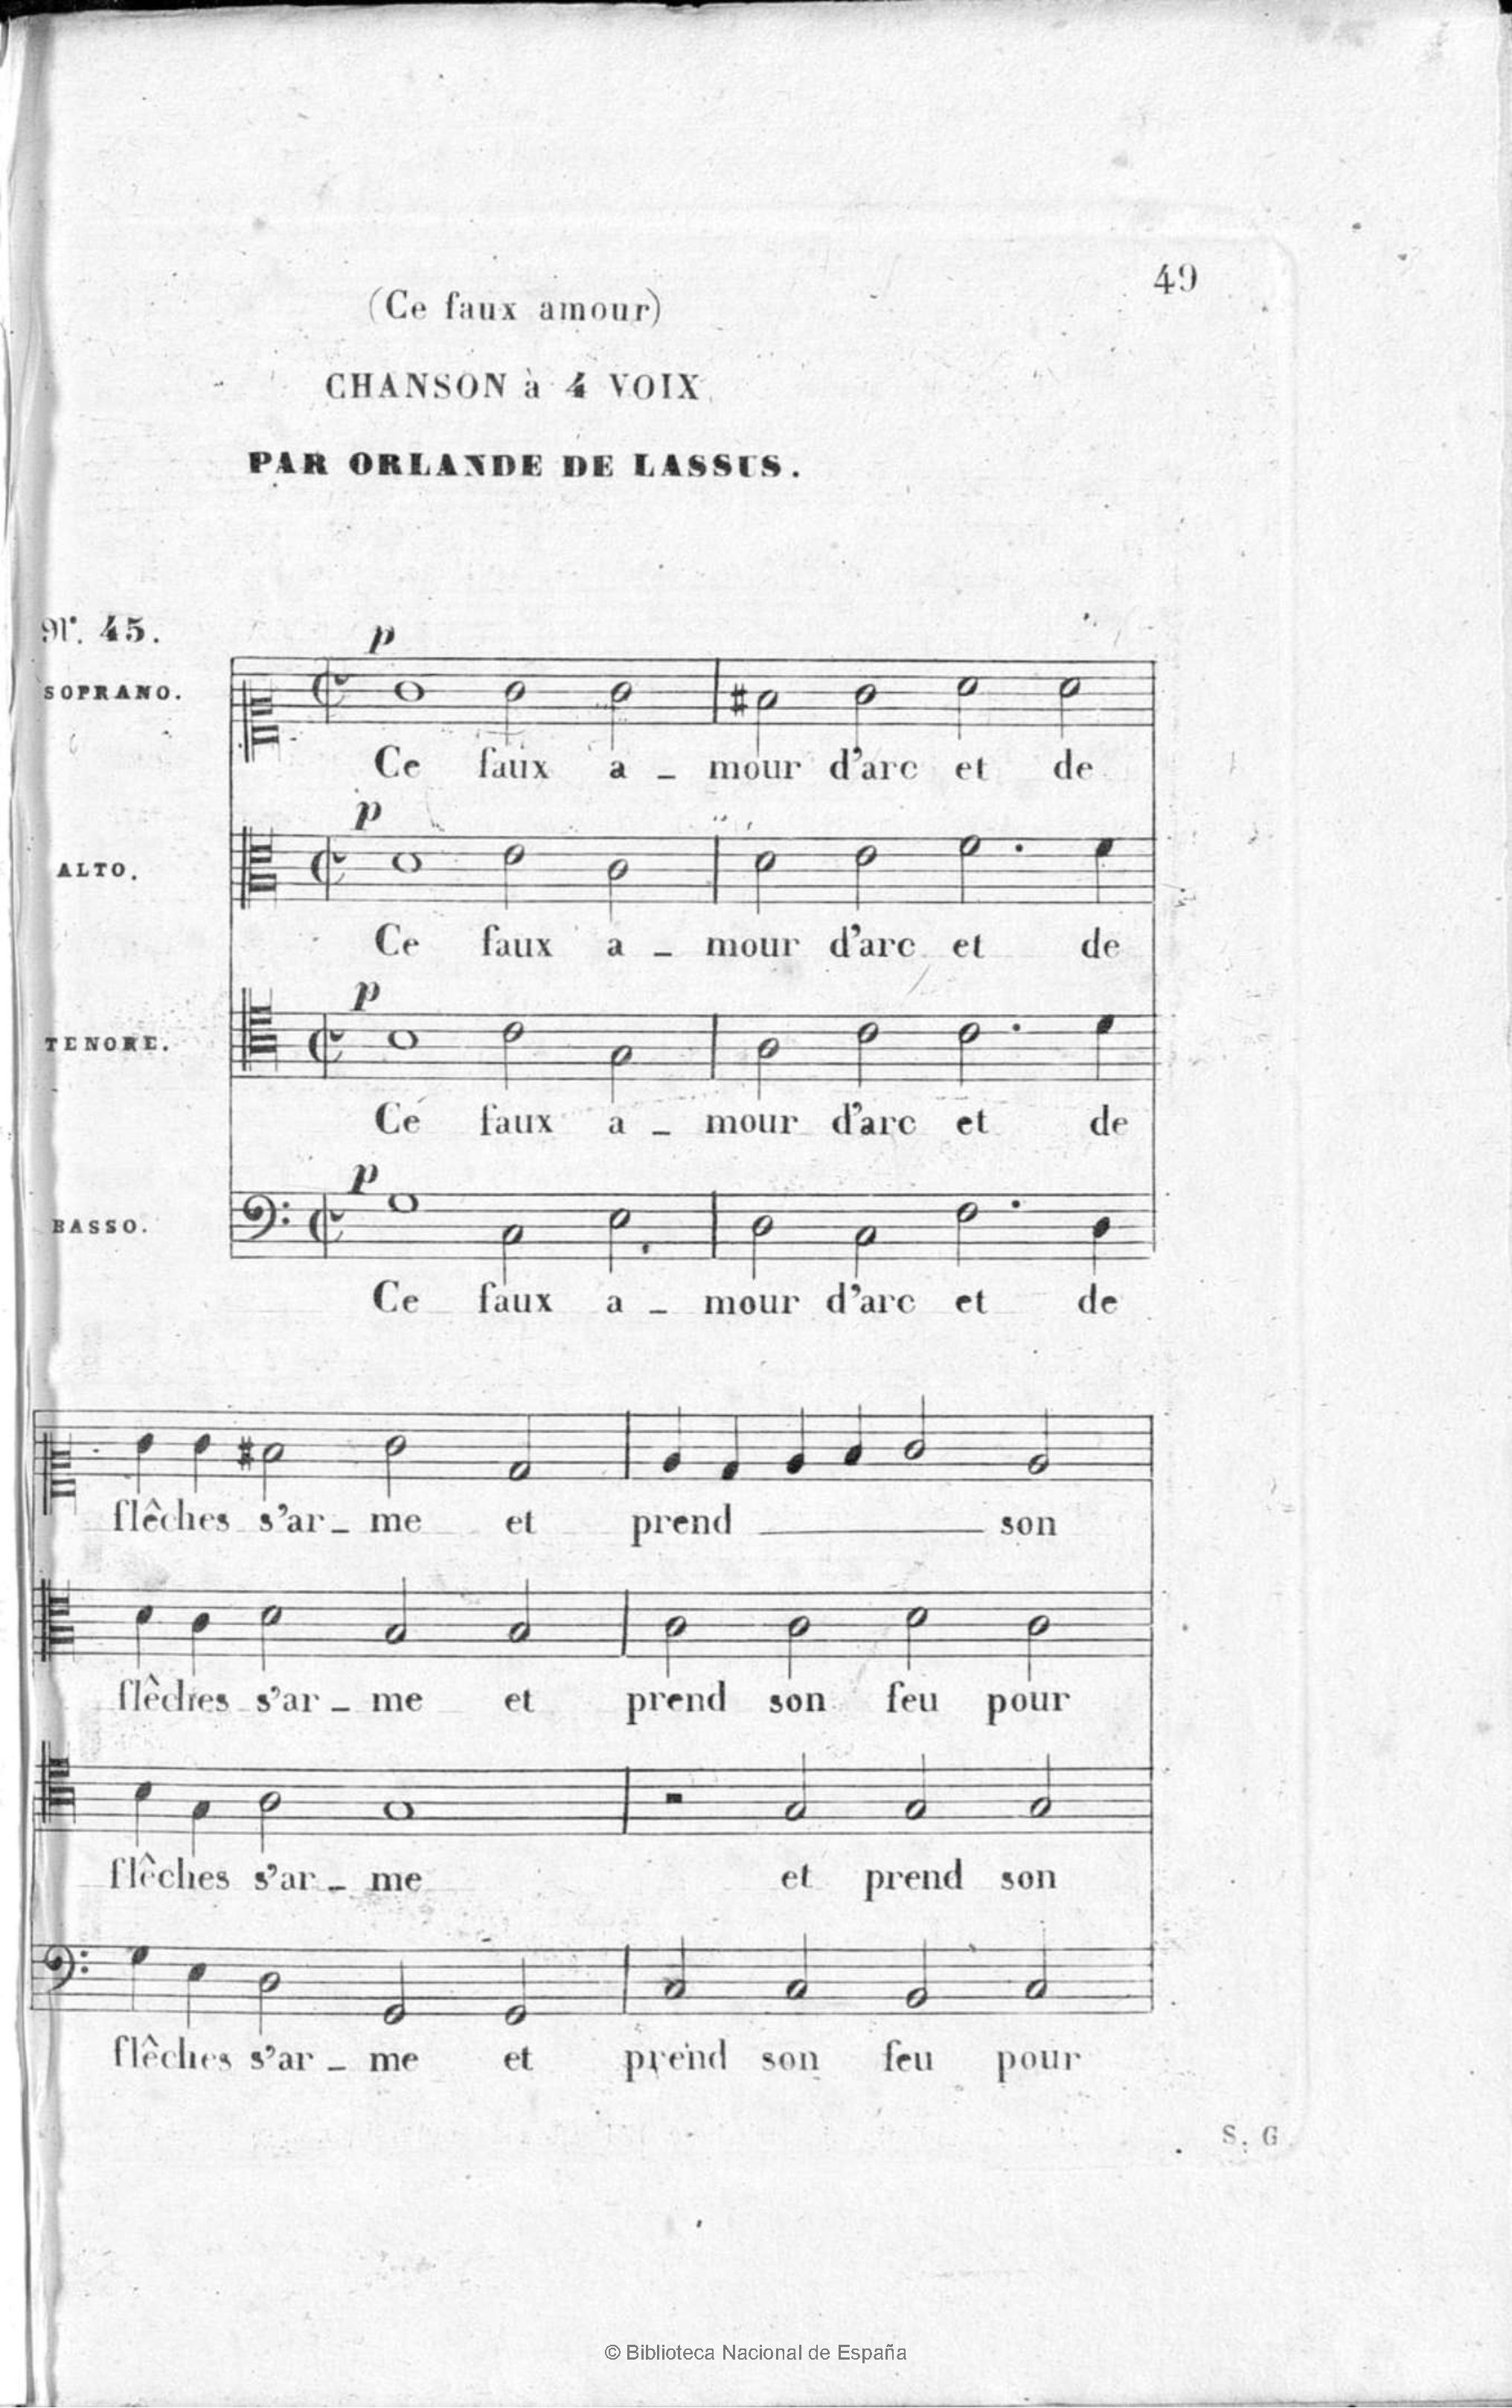 49
(Ce faux amour)
CHANSON à 4 VOIX
PAR ORLANDE DE LASSUS.
Nr. 45.
p
SOPRANO.
Ce faux a _ mour d'arc et de
p
ALTO.
Ce faux a _ mour d'arc et de
p
TENORE.
Ce faux a _ mour d'arc et de
p
BASSO.
Ce faux a _ mour d'arc et de
flêches s'ar _ me et prend ___ son
flêches s'ar _ me et prend son feu pour
flêches s'ar _ me et prend son
flêches s'ar _ me et prend son feu pour
S. G
© Biblioteca Nacional de España